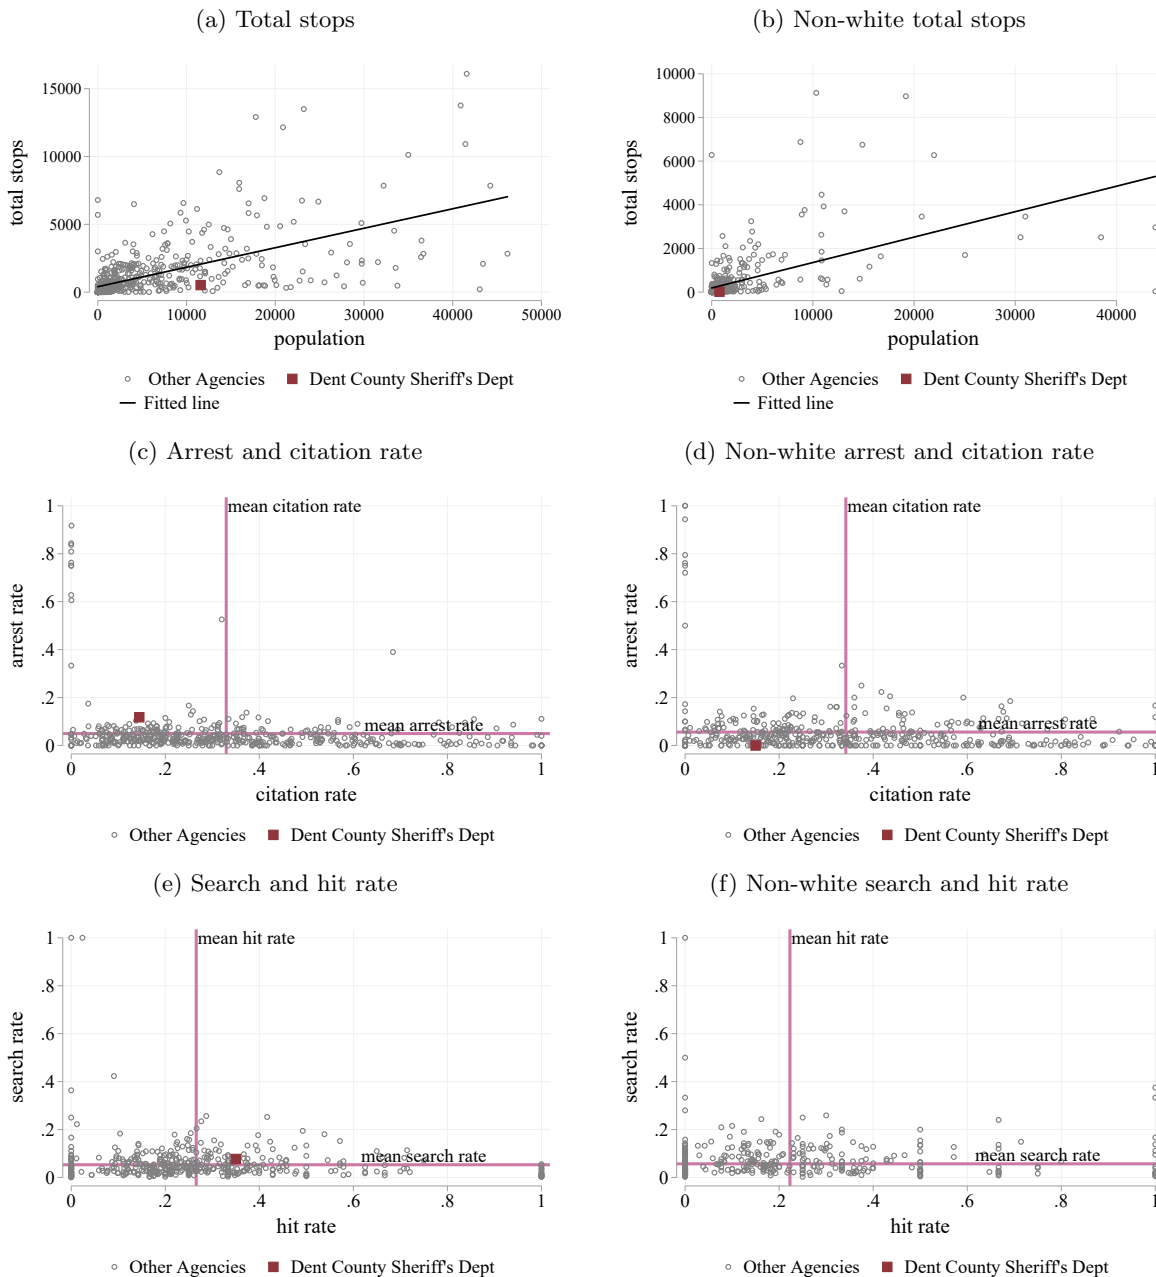 (a) Total stops
(b) Non-white total stops
total stops
15000
10000
5000
0
0 10000 20000 30000 40000 50000
population
Other Agencies Dent County Sheriff's Dept
Fitted line
total stops
10000
8000
6000
4000
2000
0
0 10000 20000 30000 40000
population
Other Agencies Dent County Sheriff's Dept
Fitted line
(c) Arrest and citation rate
(d) Non-white arrest and citation rate
arrest rate
1
.8
.6
.4
.2
0
mean citation rate
mean arrest rate
0 .2 .4 .6 .8 1
citation rate
Other Agencies Dent County Sheriff's Dept
arrest rate
1
.8
.6
.4
.2
0
mean citation rate
mean arrest rate
0 .2 .4 .6 .8 1
citation rate
Other Agencies Dent County Sheriff's Dept
(e) Search and hit rate
(f) Non-white search and hit rate
search rate
1
.8
.6
.4
.2
0
mean hit rate
mean search rate
0 .2 .4 .6 .8 1
hit rate
Other Agencies Dent County Sheriff's Dept
search rate
1
.8
.6
.4
.2
0
mean hit rate
mean search rate
0 .2 .4 .6 .8 1
hit rate
Other Agencies Dent County Sheriff's Dept